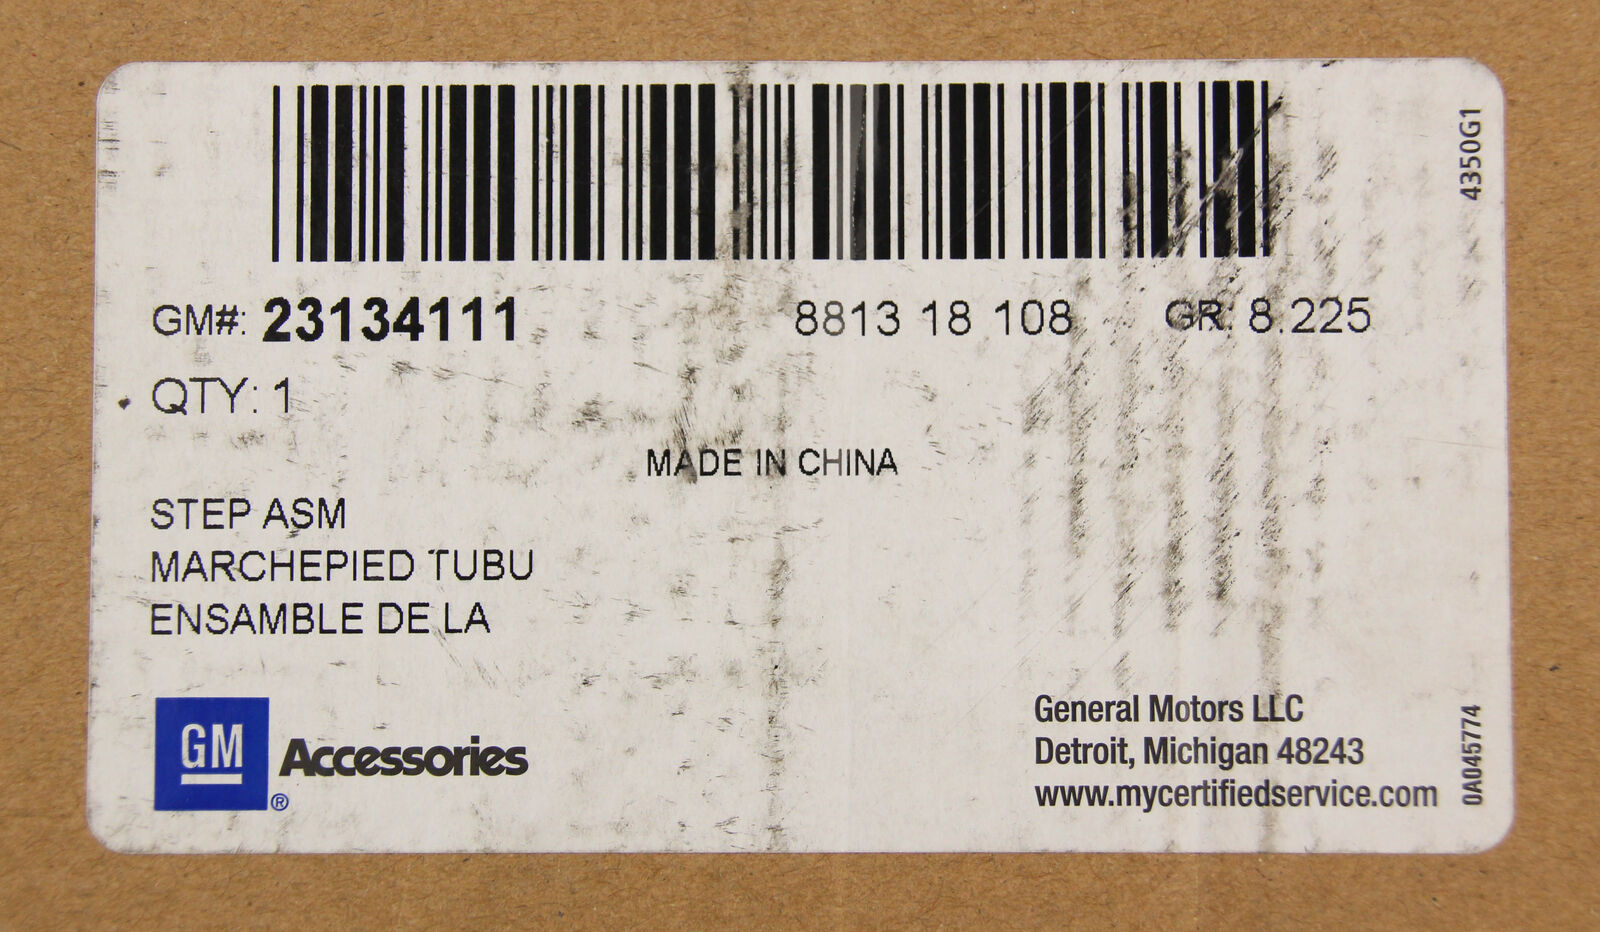 4350G1
GM#: 23134111 8813 18 108 GR: 8.225
QTY: 1
MADE IN CHINA
STEP ASM
MARCHEPIED TUBU
ENSAMBLE DE LA
GM
® Accessories
General Motors LLC
Detroit, Michigan 48243
www.mycertifiedservice.com
0A045774